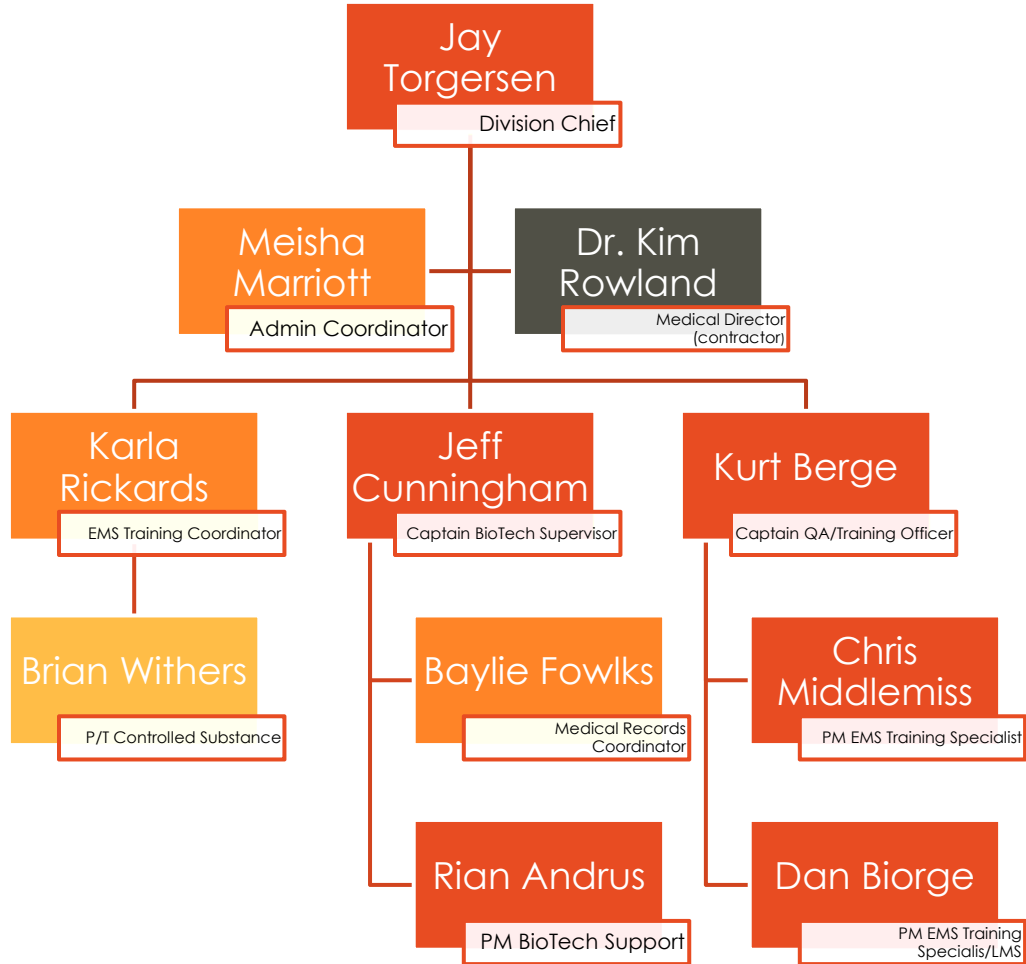 Jay
Torgersen
Division Chief
Meisha
Marriott
Admin Coordinator
Dr. Kim
Rowland
Medical Director
(contractor)
Karla
Rickards
EMS Training Coordinator
Jeff
Cunningham
Captain BioTech Supervisor
Kurt Berge
Captain QA/Training Officer
Brian Withers
P/T Controlled Substance
Baylie Fowlks
Medical Records
Coordinator
Chris
Middlemiss
PM EMS Training Specialist
Rian Andrus
PM BioTech Support
Dan Biorge
PM EMS Training
Specialis/LMS